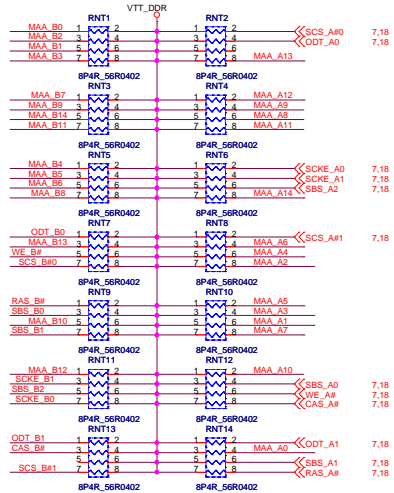 VTT_DDR
RNT1 RNT2
MAA_B0 1 2 1 2 SCS_A#0 7,18
MAA_B2 3 4 3 4 ODT_A0 7,18
MAA_B1 5 6 5 6
MAA_B3 7 8 7 8 MAA_A13
8P4R_56R0402 8P4R_56R0402
RNT3 RNT4
MAA_B7 1 2 1 2 MAA_A12
MAA_B9 3 4 3 4 MAA_A9
MAA_B14 5 6 5 6 MAA_A8
MAA_B11 7 8 7 8 MAA_A11
8P4R_56R0402 8P4R_56R0402
RNT5 RNT6
MAA_B4 1 2 1 2 SCKE_A0 7,18
MAA_B5 3 4 3 4 SCKE_A1 7,18
MAA_B6 5 6 5 6 SBS_A2 7,18
MAA_B8 7 8 7 8 MAA_A14
8P4R_56R0402 8P4R_56R0402
RNT7 RNT8
ODT_B0 1 2 1 2 SCS_A#1 7,18
MAA_B13 3 4 3 4 MAA_A6
WE_B# 5 6 5 6 MAA_A4
SCS_B#0 7 8 7 8 MAA_A2
8P4R_56R0402 8P4R_56R0402
RNT9 RNT10
RAS_B# 1 2 1 2 MAA_A5
SBS_B0 3 4 3 4 MAA_A3
MAA_B10 5 6 5 6 MAA_A1
SBS_B1 7 8 7 8 MAA_A7
8P4R_56R0402 8P4R_56R0402
RNT11 RNT12
MAA_B12 1 2 1 2 MAA_A10
SCKE_B1 3 4 3 4 SBS_A0 7,18
SBS_B2 5 6 5 6 WE_A# 7,18
SCKE_B0 7 8 7 8 CAS_A# 7,18
8P4R_56R0402 8P4R_56R0402
RNT13 RNT14
ODT_B1 1 2 1 2 ODT_A1 7,18
CAS_B# 3 4 3 4 MAA_A0
5 6 5 6 SBS_A1 7,18
SCS_B#1 7 8 7 8 RAS_A# 7,18
8P4R_56R0402 8P4R_56R0402